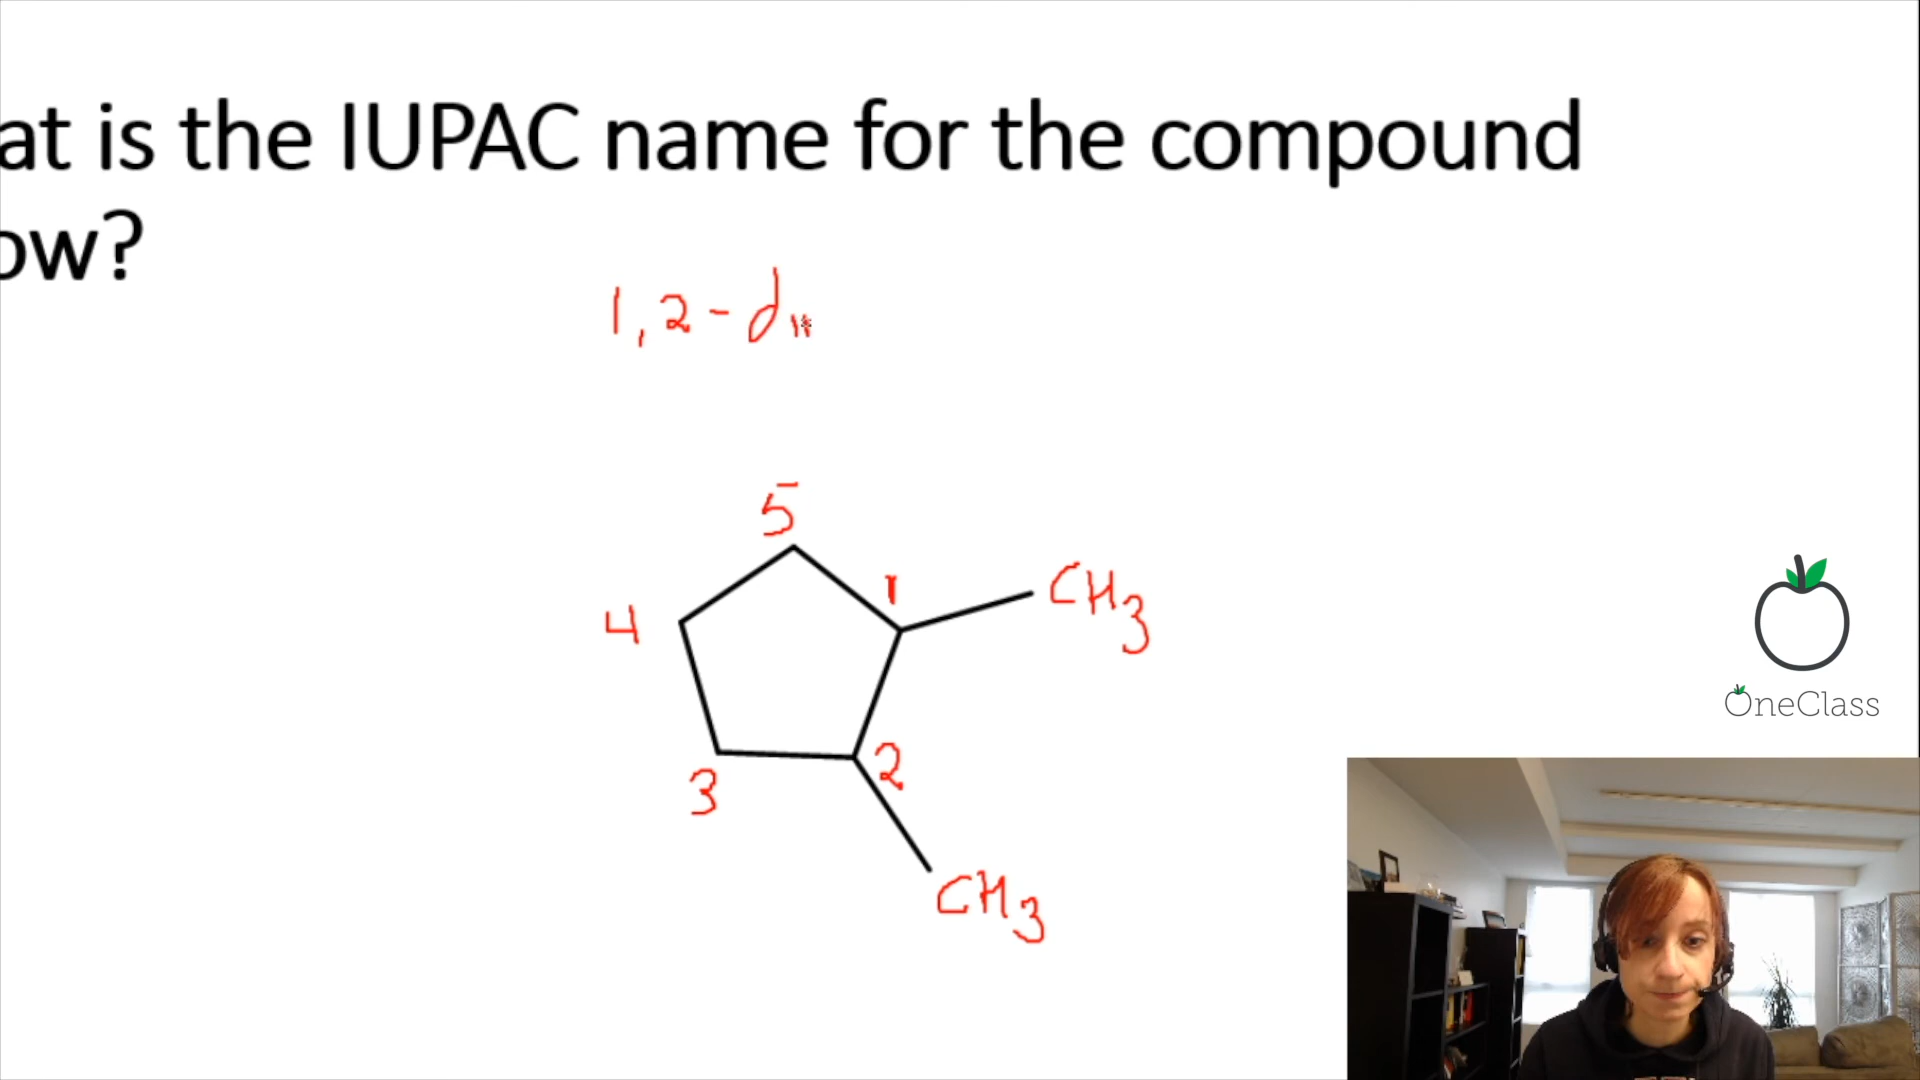 at is the IUPAC name for the compound
ow?
1, 2 - d
5
1
CH3
4
2
3
CH3
OneClass